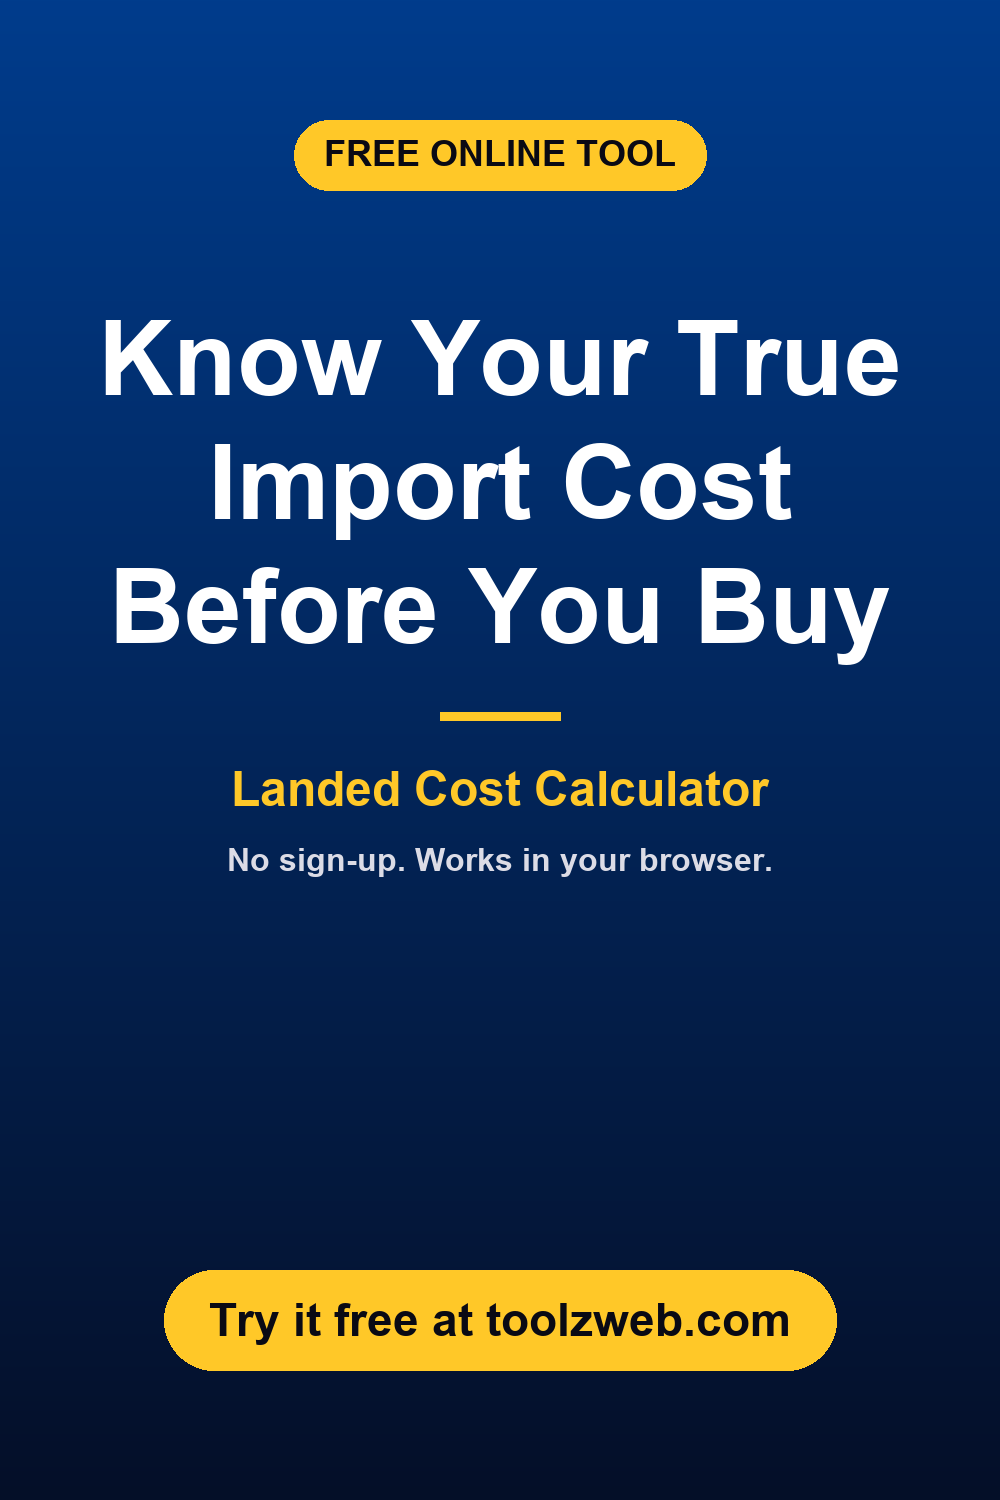 FREE ONLINE TOOL
Know Your True
Import Cost
Before You Buy
Landed Cost Calculator
No sign-up. Works in your browser.
Try it free at toolzweb.com